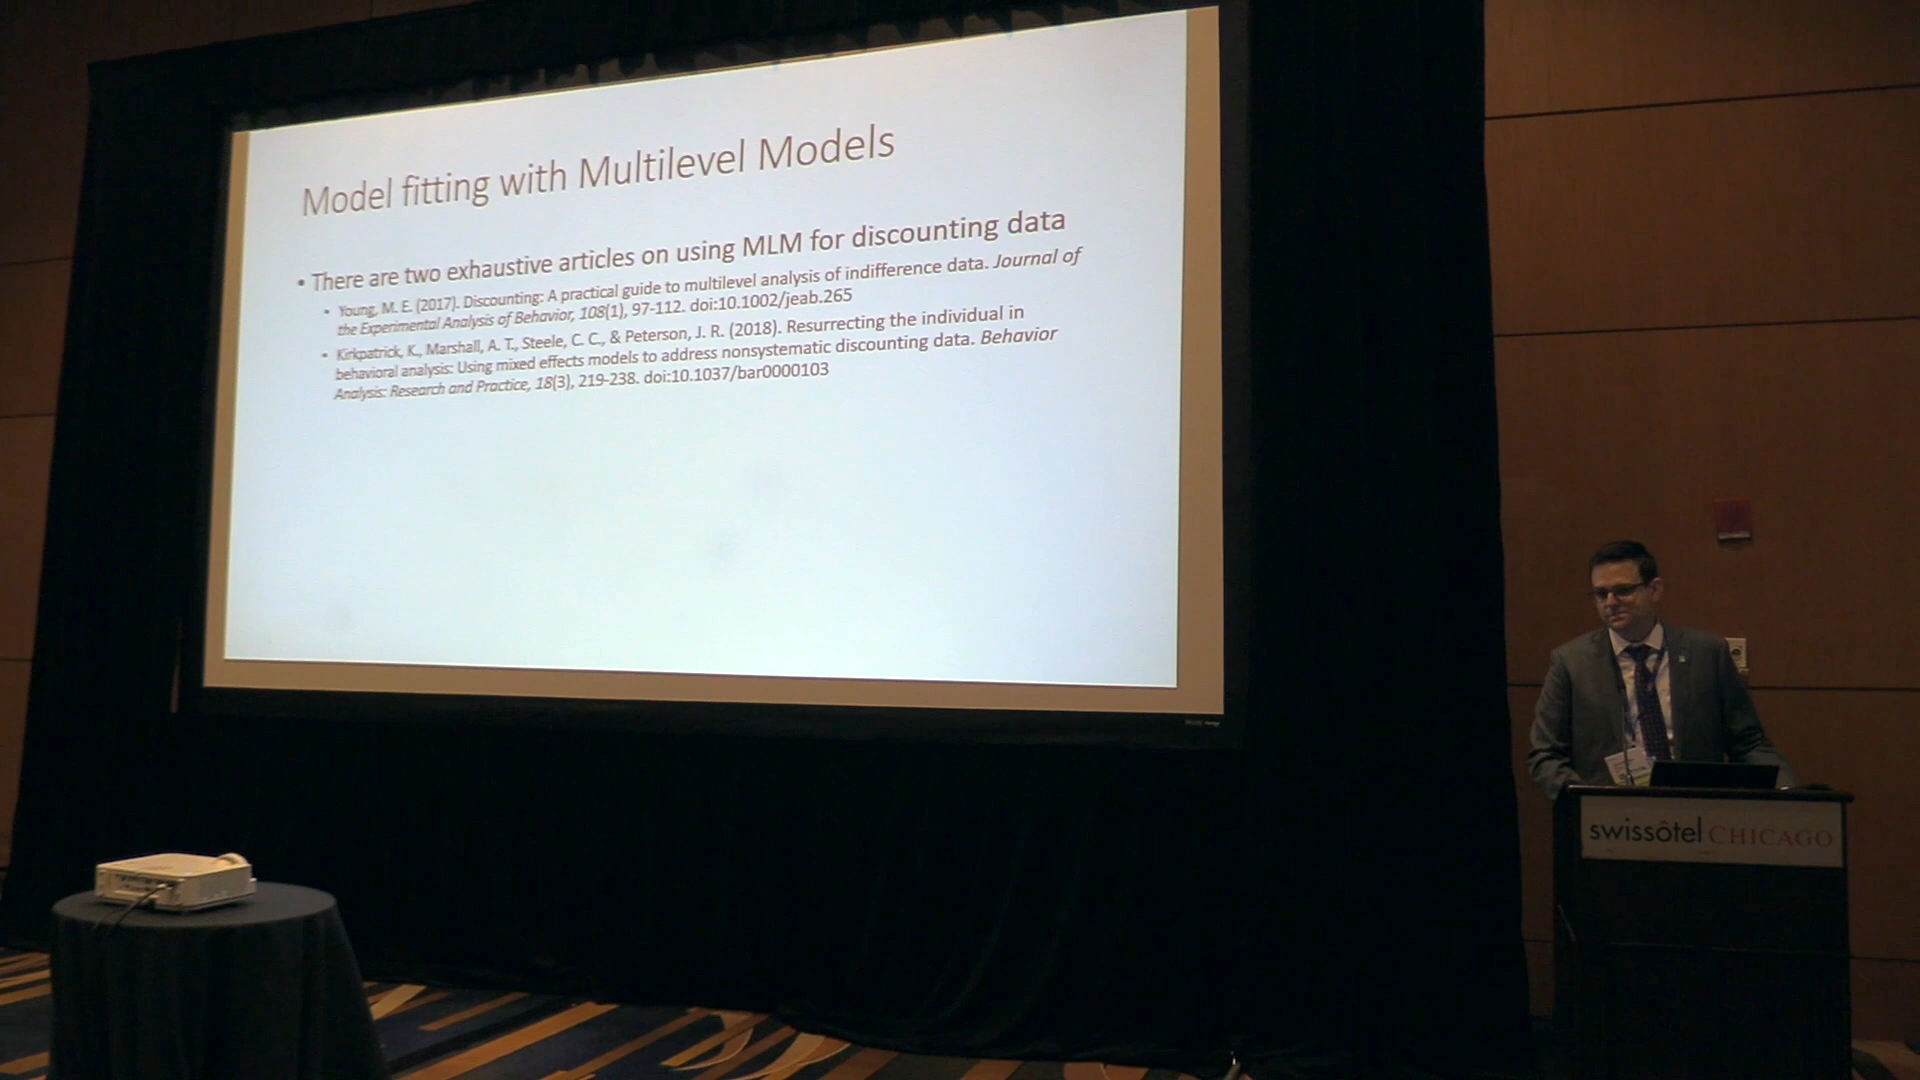 Model fitting with Multilevel Models
• There are two exhaustive articles on using MLM for discounting data
• Young, M. E. (2017). Discounting: A practical guide to multilevel analysis of indifference data. Journal of
the Experimental Analysis of Behavior, 108(1), 97-112. doi:10.1002/jeab.265
• Kirkpatrick, K., Marshall, A. T., Steele, C. C., & Peterson, J. R. (2018). Resurrecting the individual in
behavioral analysis: Using mixed effects models to address nonsystematic discounting data. Behavior
Analysis: Research and Practice, 18(3), 219-238. doi:10.1037/bar0000103
swissôtel CHICAGO